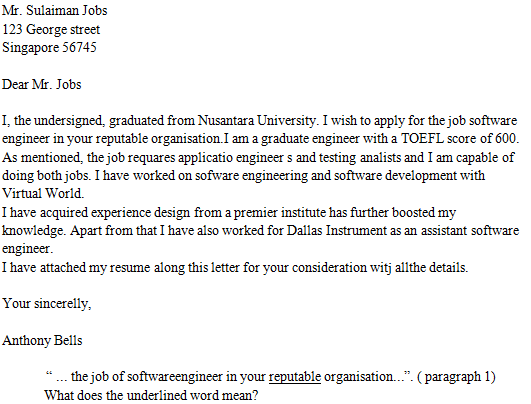 Mr. Sulaiman Jobs
123 George street
Singapore 56745
Dear Mr. Jobs
I, the undersigned, graduated from Nusantara University. I wish to apply for the job software
engineer in your reputable organisation.I am a graduate engineer with a TOEFL score of 600.
As mentioned, the job requares applicatio engineer s and testing analists and I am capable of
doing both jobs. I have worked on sofware engineering and software development with
Virtual World.
I have acquired experience design from a premier institute has further boosted my
knowledge. Apart from that I have also worked for Dallas Instrument as an assistant software
engineer.
I have attached my resume along this letter for your consideration witj allthe details.
Your sincerelly,
Anthony Bells
“ ... the job of softwareengineer in your reputable organisation...”. ( paragraph 1)
What does the underlined word mean?